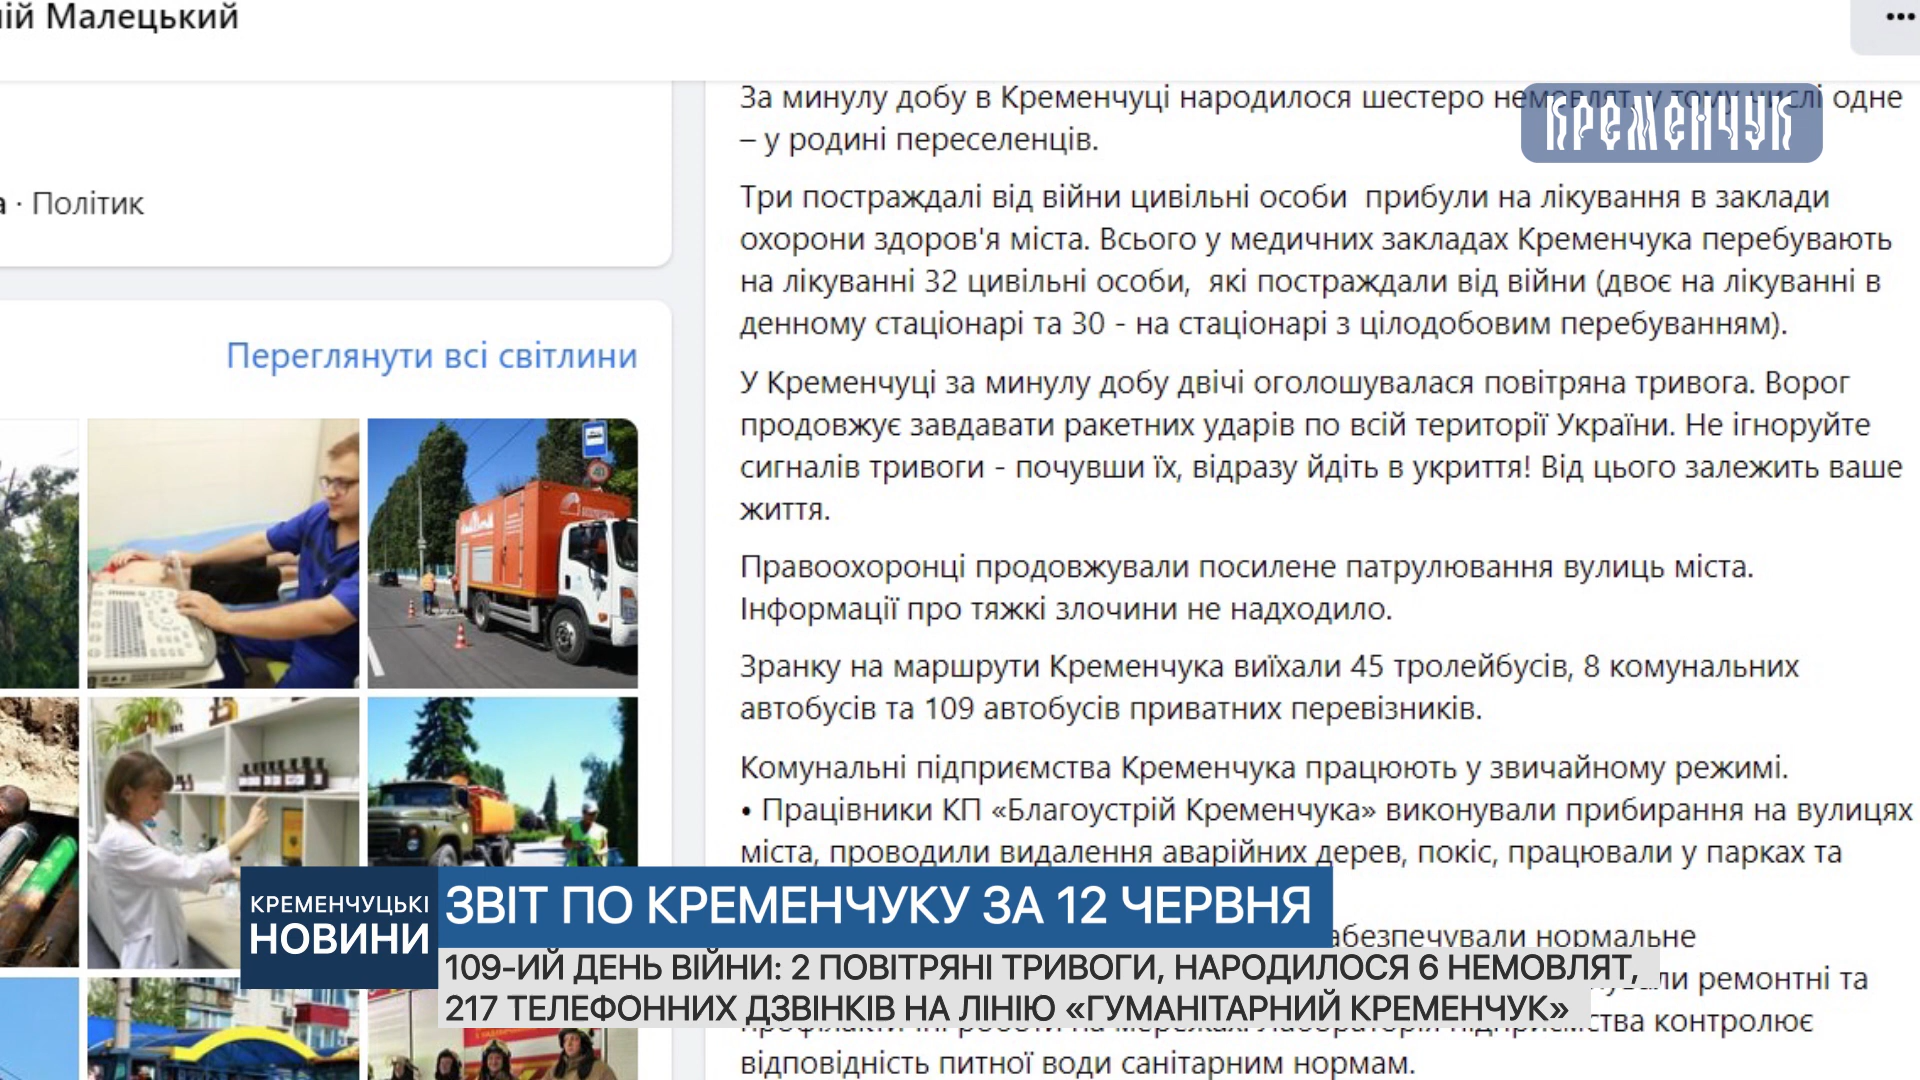 ій Малецький
•••
· Політик
Переглянути всі світлини
За минулу добу в Кременчуці народилося шестеро немовлят, у тому числі одне
– у родині переселенців.
КРЕМЕНЧУК
Три постраждалі від війни цивільні особи прибули на лікування в заклади
охорони здоров'я міста. Всього у медичних закладах Кременчука перебувають
на лікуванні 32 цивільні особи, які постраждали від війни (двоє на лікуванні в
денному стаціонарі та 30 - на стаціонарі з цілодобовим перебуванням).
У Кременчуці за минулу добу двічі оголошувалася повітряна тривога. Ворог
продовжує завдавати ракетних ударів по всій території України. Не ігноруйте
сигналів тривоги - почувши їх, відразу йдіть в укриття! Від цього залежить ваше
життя.
Правоохоронці продовжували посилене патрулювання вулиць міста.
Інформації про тяжкі злочини не надходило.
Зранку на маршрути Кременчука виїхали 45 тролейбусів, 8 комунальних
автобусів та 109 автобусів приватних перевізників.
Комунальні підприємства Кременчука працюють у звичайному режимі.
• Працівники КП «Благоустрій Кременчука» виконували прибирання на вулицях
міста, проводили видалення аварійних дерев, покіс, працювали у парках та
абезпечували нормальне
ли ремонтні та
контролює
відповідність питної води санітарним нормам.
КРЕМЕНЧУЦЬКІ
НОВИНИ
ЗВІТ ПО КРЕМЕНЧУКУ ЗА 12 ЧЕРВНЯ
109-ИЙ ДЕНЬ ВІЙНИ: 2 ПОВІТРЯНІ ТРИВОГИ, НАРОДИЛОСЯ 6 НЕМОВЛЯТ,
217 ТЕЛЕФОННИХ ДЗВІНКІВ НА ЛІНІЮ «ГУМАНІТАРНИЙ КРЕМЕНЧУК»